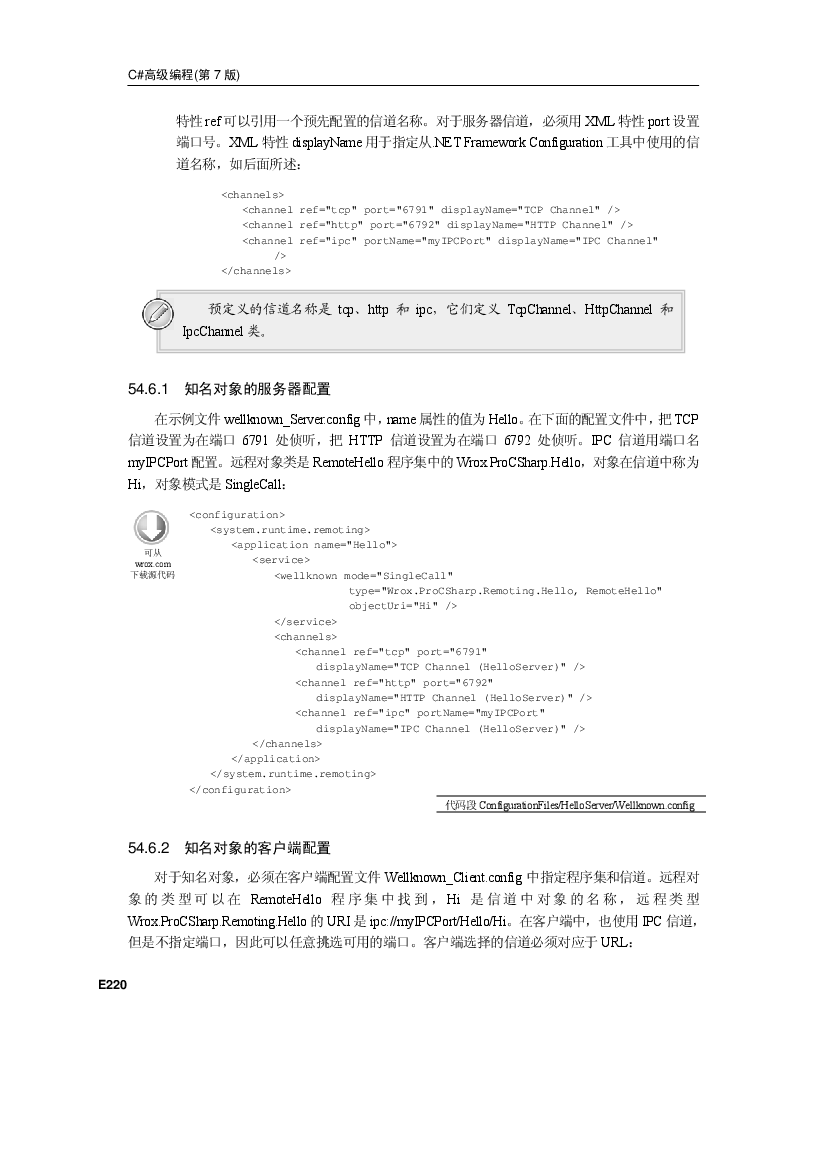 C#高级编程(第 7 版)
特性 ref 可以引用一个预先配置的信道名称。对于服务器信道，必须用 XML 特性 port 设置
端口号。XML 特性 displayName 用于指定从.NET Framework Configuration 工具中使用的信
道名称，如后面所述：
<channels>
<channel ref="tcp" port="6791" displayName="TCP Channel" />
<channel ref="http" port="6792" displayName="HTTP Channel" />
<channel ref="ipc" portName="myIPCPort" displayName="IPC Channel"
/>
</channels>
预定义的信道名称是 tcp、http 和 ipc，它们定义 TcpChannel、HttpChannel 和
IpcChannel 类。
54.6.1 知名对象的服务器配置
在示例文件 wellknown_Server.config 中，name 属性的值为 Hello。在下面的配置文件中，把 TCP
信道设置为在端口 6791 处侦听，把 HTTP 信道设置为在端口 6792 处侦听。IPC 信道用端口名
myIPCPort 配置。远程对象类是 RemoteHello 程序集中的 Wrox.ProCSharp.Hello，对象在信道中称为
Hi，对象模式是 SingleCall：
可从
wrox.com
下载源代码
<configuration>
<system.runtime.remoting>
<application name="Hello">
<service>
<wellknown mode="SingleCall"
type="Wrox.ProCSharp.Remoting.Hello, RemoteHello"
objectUri="Hi" />
</service>
<channels>
<channel ref="tcp" port="6791"
displayName="TCP Channel (HelloServer)" />
<channel ref="http" port="6792"
displayName="HTTP Channel (HelloServer)" />
<channel ref="ipc" portName="myIPCPort"
displayName="IPC Channel (HelloServer)" />
</channels>
</application>
</system.runtime.remoting>
</configuration>
代码段 ConfigurationFiles/HelloServer/Wellknown.config
54.6.2 知名对象的客户端配置
对于知名对象，必须在客户端配置文件 Wellknown_Client.config 中指定程序集和信道。远程对
象的类型可以在 RemoteHello 程序集中找到，Hi 是信道中对象的名称，远程类型
Wrox.ProCSharp.Remoting.Hello 的 URI 是 ipc://myIPCPort/Hello/Hi。在客户端中，也使用 IPC 信道，
但是不指定端口，因此可以任意挑选可用的端口。客户端选择的信道必须对应于 URL：
E220